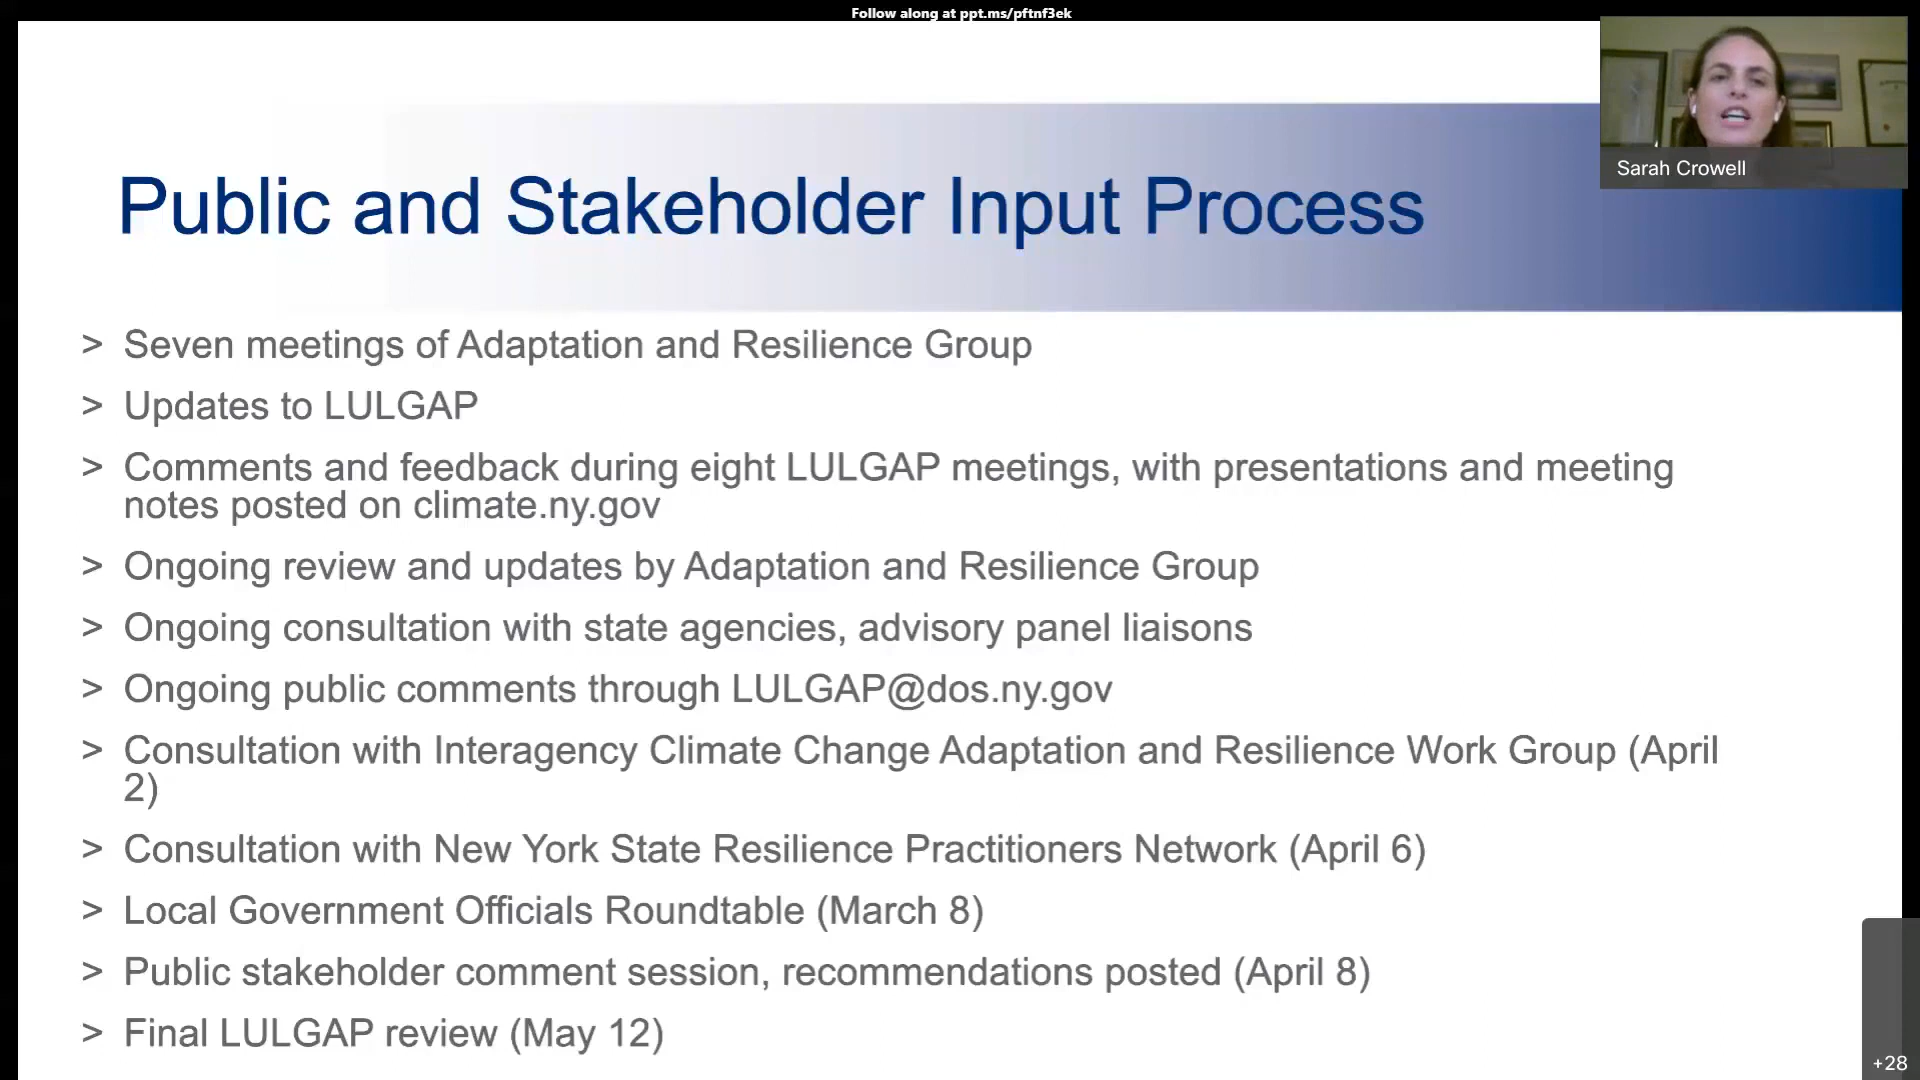 Follow along at ppt.ms/pftnf3ek
Sarah Crowell
Public and Stakeholder Input Process
> Seven meetings of Adaptation and Resilience Group
> Updates to LULGAP
> Comments and feedback during eight LULGAP meetings, with presentations and meeting
notes posted on climate.ny.gov
> Ongoing review and updates by Adaptation and Resilience Group
> Ongoing consultation with state agencies, advisory panel liaisons
> Ongoing public comments through LULGAP@dos.ny.gov
> Consultation with Interagency Climate Change Adaptation and Resilience Work Group (April
2)
> Consultation with New York State Resilience Practitioners Network (April 6)
> Local Government Officials Roundtable (March 8)
> Public stakeholder comment session, recommendations posted (April 8)
> Final LULGAP review (May 12)
+28